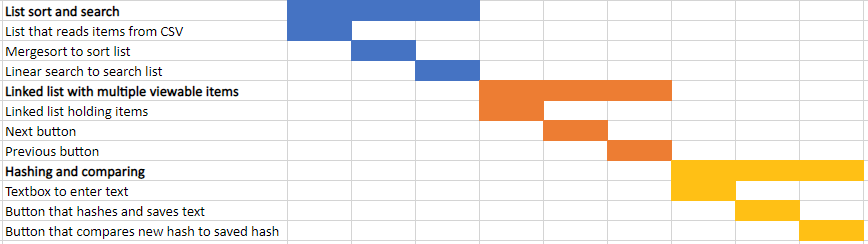 List sort and search
List that reads items from CSV
Mergesort to sort list
Linear search to search list
Linked list with multiple viewable items
Linked list holding items
Next button
Previous button
Hashing and comparing
Textbox to enter text
Button that hashes and saves text
Button that compares new hash to saved hash